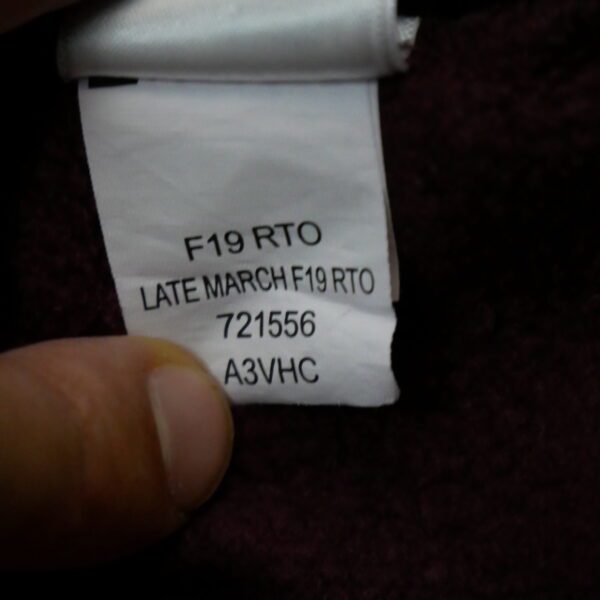 F19 RTO
LATE MARCH F19 RTO
721556
A3VHC